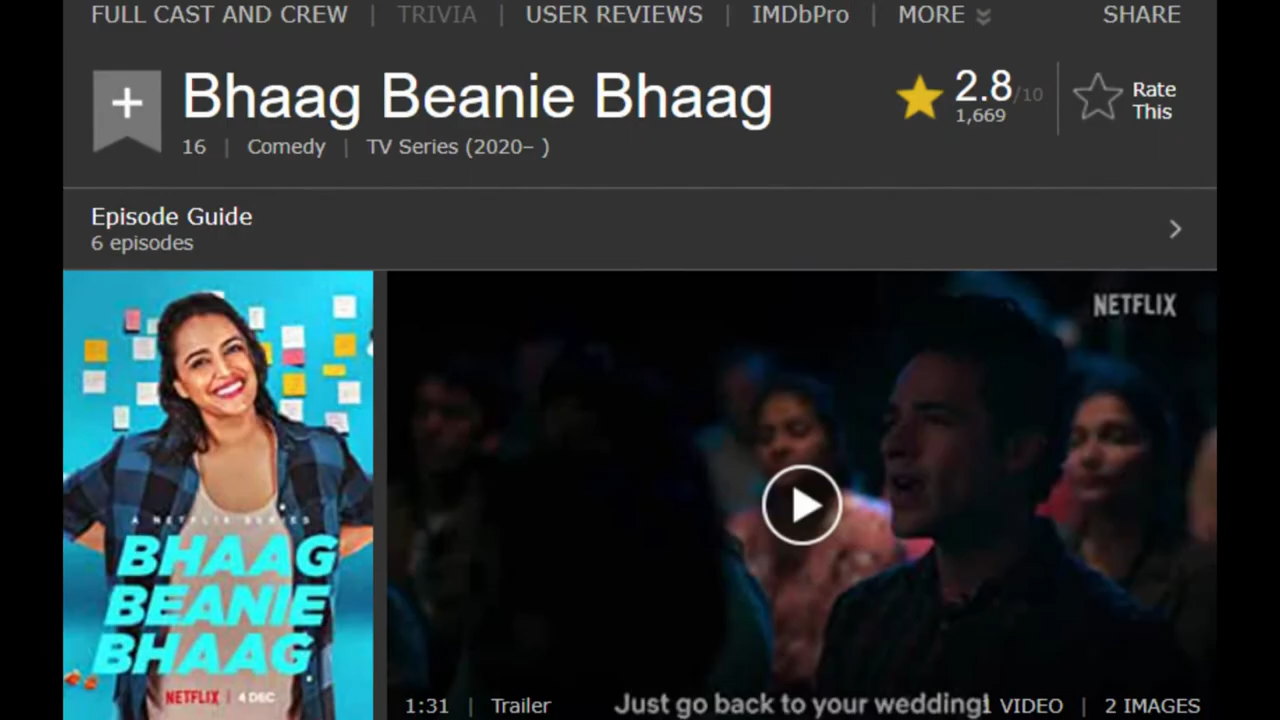 FULL CAST AND CREW | TRIVIA | USER REVIEWS | IMDbPro | MORE SHARE
Bhaag Beanie Bhaag
16 | Comedy | TV Series (2020– )
2.8/10
1,669
Rate
This
Episode Guide
6 episodes
A NETFLIX SERIES
BHAAG
BEANIE
BHAAG
NETFLIX | 4 DEC
NETFLIX
Just go back to your wedding!
1:31 | Trailer
1 VIDEO | 2 IMAGES